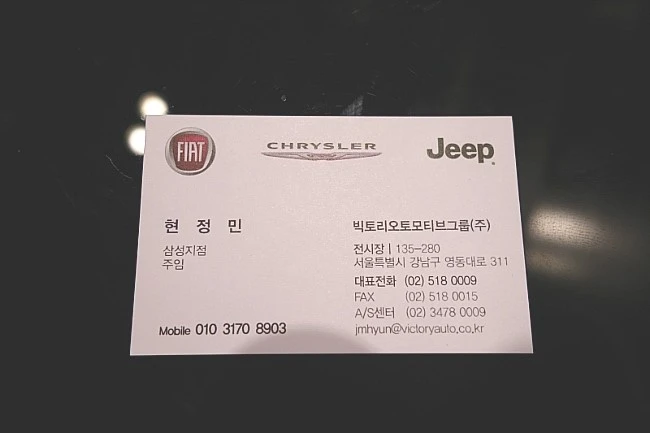 FIAT
CHRYSLER
Jeep
현 정 민
삼성지점
주임
Mobile 010 3170 8903
빅토리오토모티브그룹(주)
전시장 | 135-280
서울특별시 강남구 영동대로 311
대표전화 (02) 518 0009
FAX (02) 518 0015
A/S센터 (02) 3478 0009
jmhyun@victoryauto.co.kr